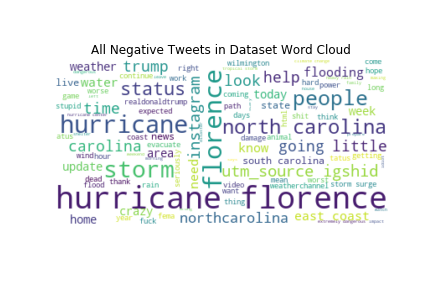 All Negative Tweets in Dataset Word Cloud
weather trump right wilmington come
continue work hope
live water status look help flooding power
game worse realdonaldtrump coming today hard long
stupid time expected path state week
hurricane instagram florence people
days shit think
carolina coast news north carolina
evacuate damage animal
area need know going little
wind hour south carolina getting
update seriously utm_source igshid
storm
dead thank mean worst storm surge
flood rain video weatherchannel
want
hurricane florence
thing
home crazy fema northcarolina east coast
year fuck extremely dangerous impact